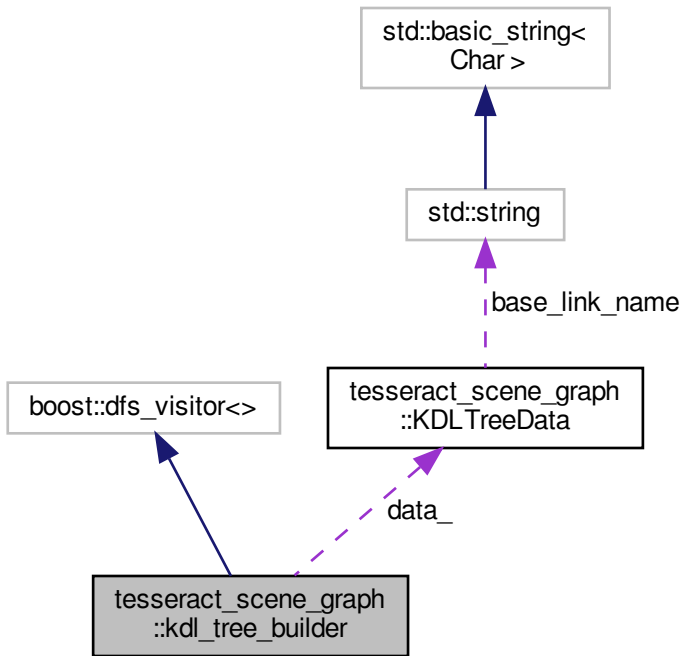 std::basic_string<
Char >
std::string
base_link_name
boost::dfs_visitor<>
tesseract_scene_graph
::KDLTreeData
data_
tesseract_scene_graph
::kdl_tree_builder